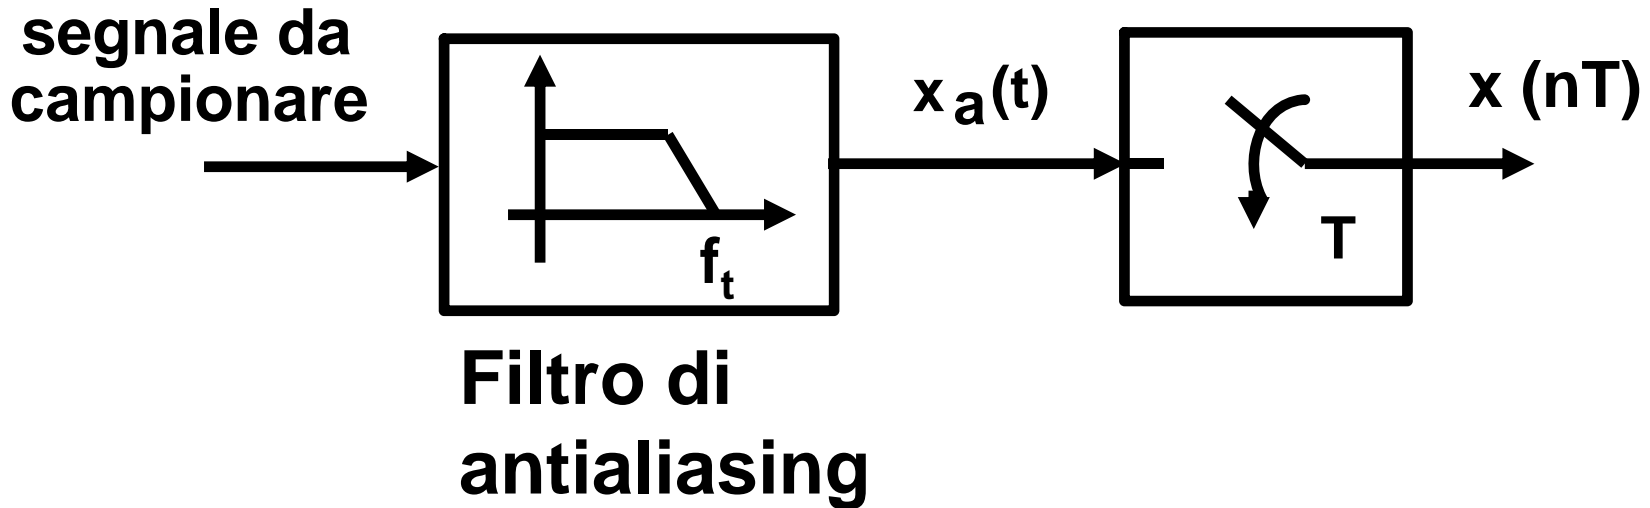 segnale da
campionare
f t
Filtro di
antialiasing
x a (t)
T
x (nT)